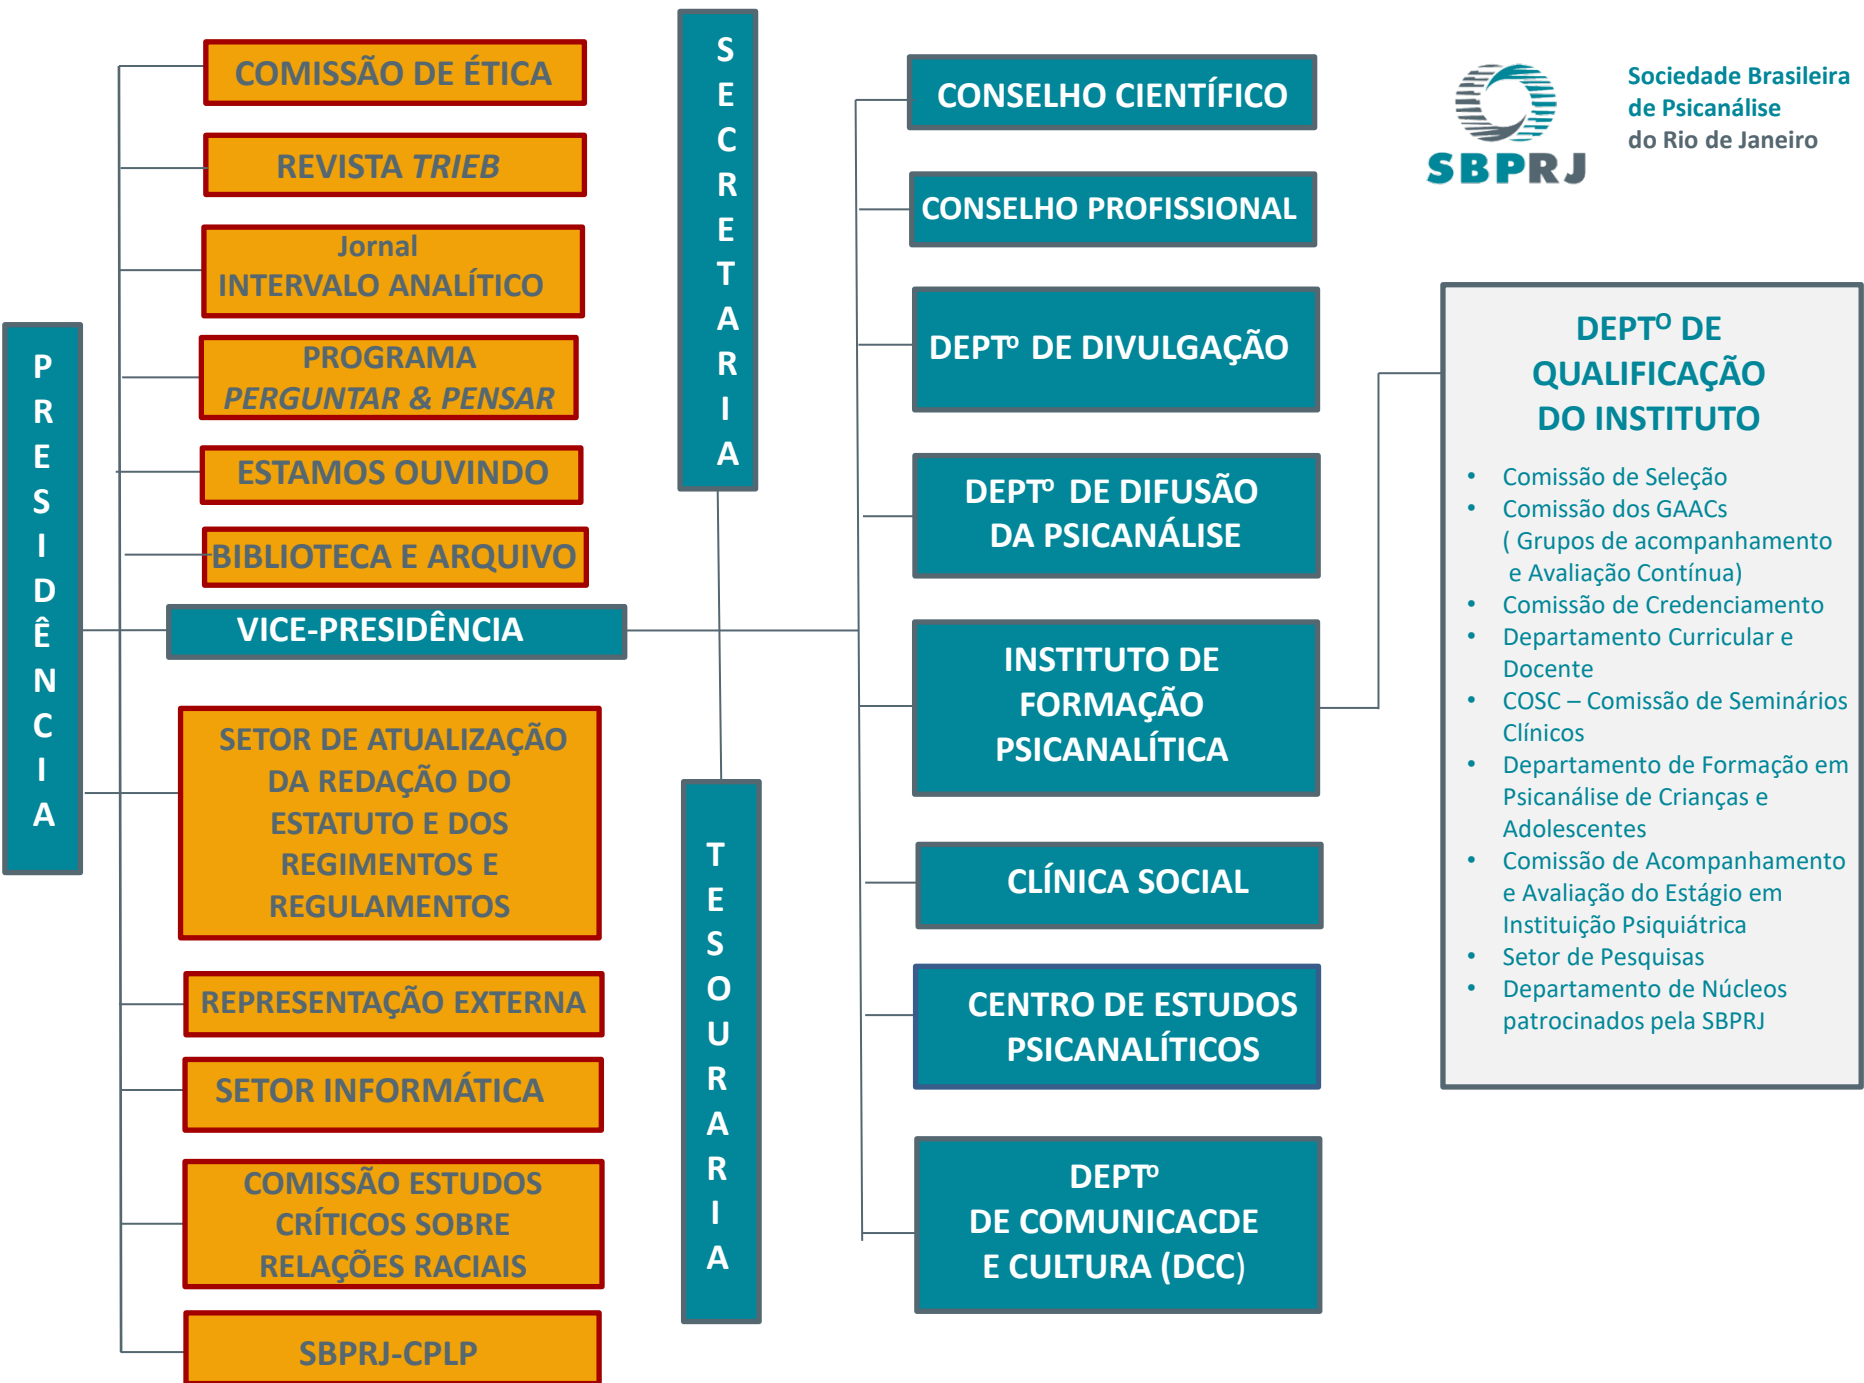 PRESIDÊNCIA
COMISSÃO DE ÉTICA
REVISTA TRIEB
Jornal
INTERVALO ANALÍTICO
PROGRAMA
PERGUNTAR & PENSAR
ESTAMOS OUVINDO
BIBLIOTECA E ARQUIVO
VICE-PRESIDÊNCIA
SETOR DE ATUALIZAÇÃO
DA REDAÇÃO DO
ESTATUTO E DOS
REGIMENTOS E
REGULAMENTOS
REPRESENTAÇÃO EXTERNA
SETOR INFORMÁTICA
COMISSÃO ESTUDOS
CRÍTICOS SOBRE
RELAÇÕES RACIAIS
SBPRJ-CPLP
SECRETARIA
TESOURARIA
CONSELHO CIENTÍFICO
CONSELHO PROFISSIONAL
DEPTº DE DIVULGAÇÃO
DEPTº DE DIFUSÃO
DA PSICANÁLISE
INSTITUTO DE
FORMAÇÃO
PSICANALÍTICA
CLÍNICA SOCIAL
CENTRO DE ESTUDOS
PSICANALÍTICOS
DEPTº
DE COMUNICACDE
E CULTURA (DCC)
SBPRJ
Sociedade Brasileira
de Psicanálise
do Rio de Janeiro
DEPTº DE
QUALIFICAÇÃO
DO INSTITUTO
• Comissão de Seleção
• Comissão dos GAACs
( Grupos de acompanhamento
e Avaliação Contínua)
• Comissão de Credenciamento
• Departamento Curricular e
Docente
• COSC – Comissão de Seminários
Clínicos
• Departamento de Formação em
Psicanálise de Crianças e
Adolescentes
• Comissão de Acompanhamento
e Avaliação do Estágio em
Instituição Psiquiátrica
• Setor de Pesquisas
• Departamento de Núcleos
patrocinados pela SBPRJ